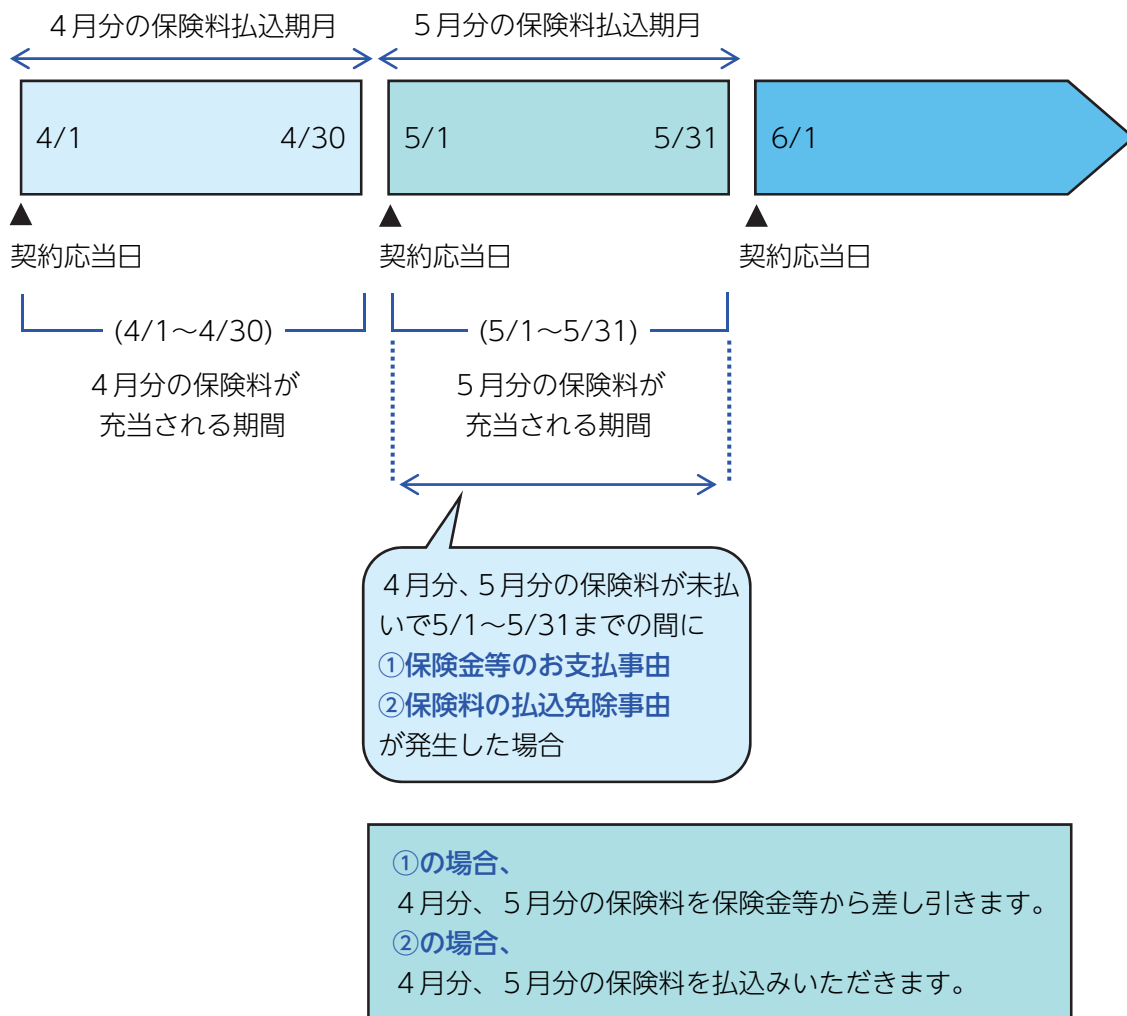 ４月分の保険料払込期月
５月分の保険料払込期月
4/1
4/30
5/1
5/31
6/1
▲
▲
▲
契約応当日
契約応当日
契約応当日
(4/1～4/30)
(5/1～5/31)
４月分の保険料が
充当される期間
５月分の保険料が
充当される期間
４月分、５月分の保険料が未払
いで5/1～5/31までの間に
①保険金等のお支払事由
②保険料の払込免除事由
が発生した場合
①の場合、
４月分、５月分の保険料を保険金等から差し引きます。
②の場合、
４月分、５月分の保険料を払込みいただきます。